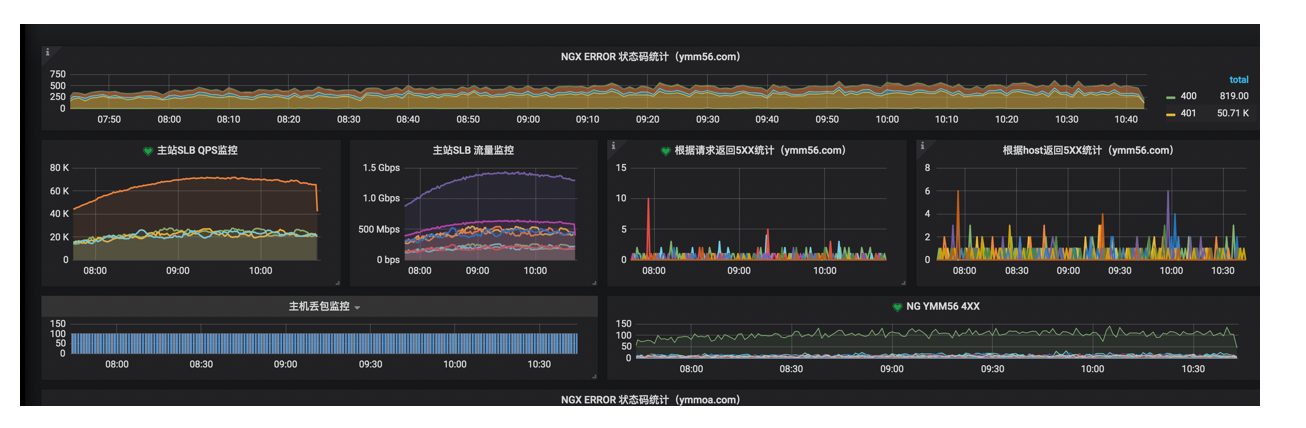 NGX ERROR 状态码统计（ymm56.com）
750
500
250
0
07:50 08:00 08:10 08:20 08:30 08:40 08:50 09:00 09:10 09:20 09:30 09:40 09:50 10:00 10:10 10:20 10:30 10:40
total
400 819.00
401 50.71 K
主站SLB QPS监控
80 K
60 K
40 K
20 K
0
08:00 09:00 10:00
主站SLB 流量监控
1.5 Gbps
1.0 Gbps
500 Mbps
0 bps
08:00 09:00 10:00
根据请求返回5XX统计（ymm56.com）
15
10
5
0
08:00 09:00 10:00
根据host返回5XX统计（ymm56.com）
8
6
4
2
0
08:00 08:30 09:00 09:30 10:00 10:30
主机丢包监控
150
100
50
0
08:00 08:30 09:00 09:30 10:00 10:30
NG YMM56 4XX
150
100
50
0
08:00 08:30 09:00 09:30 10:00 10:30
NGX ERROR 状态码统计（ymmoa.com）